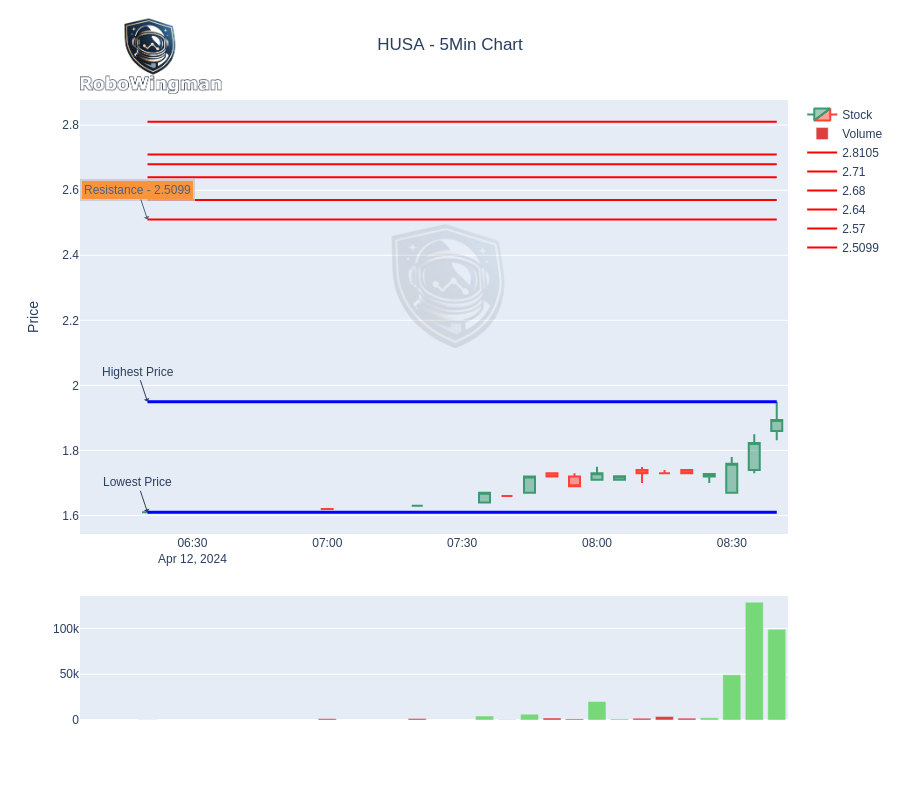 RoboWingman
HUSA - 5Min Chart
Stock
Volume
2.8105
2.71
2.68
2.64
2.57
2.5099
Price
2.8
2.6
2.4
2.2
2
1.8
1.6
Resistance - 2.5099
Highest Price
Lowest Price
06:30
07:00
07:30
08:00
08:30
Apr 12, 2024
100k
50k
0